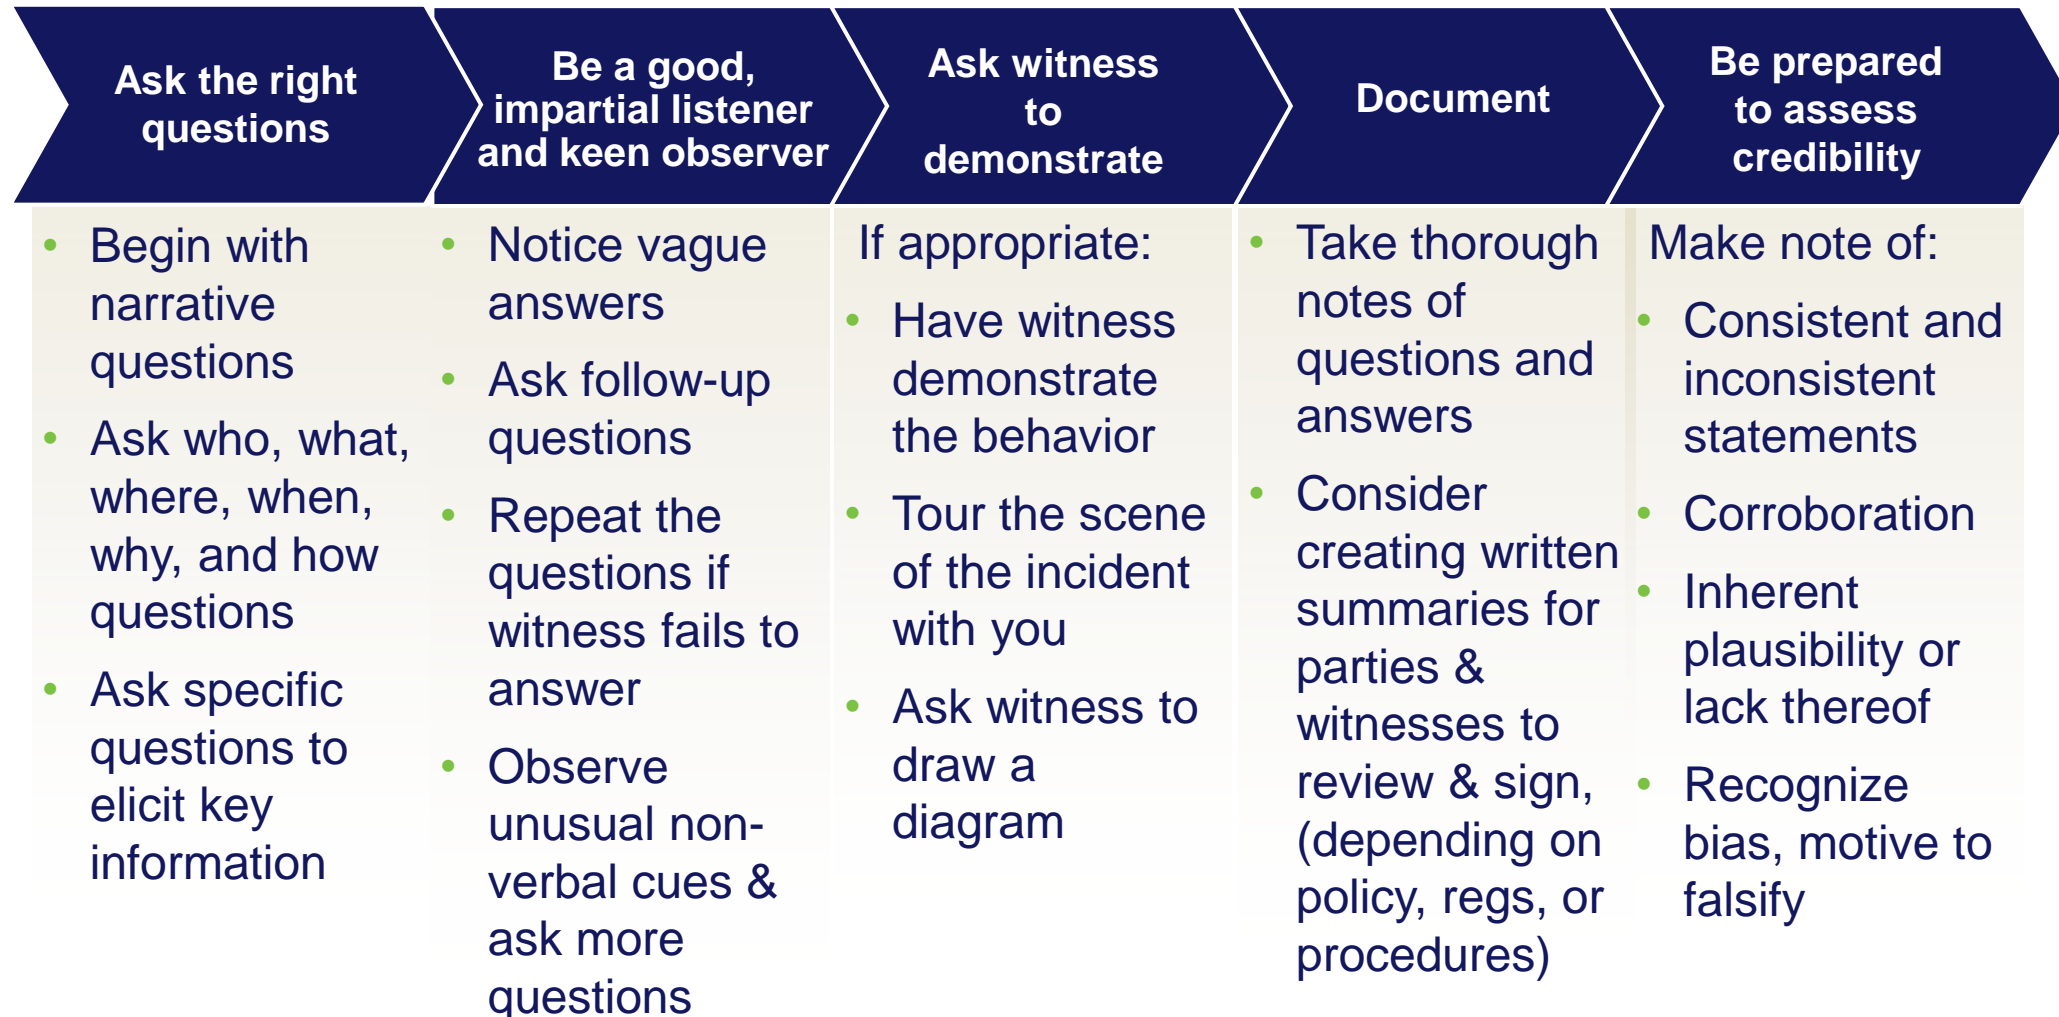 Ask the right
questions
Be a good,
impartial listener
and keen observer
Ask witness
to
demonstrate
Document
Be prepared
to assess
credibility
• Begin with
narrative
questions
• Ask who, what,
where, when,
why, and how
questions
• Ask specific
questions to
elicit key
information
• Notice vague
answers
• Ask follow-up
questions
• Repeat the
questions if
witness fails to
answer
• Observe
unusual non-
verbal cues &
ask more
questions
If appropriate:
• Have witness
demonstrate
the behavior
• Tour the scene
of the incident
with you
• Ask witness to
draw a
diagram
• Take thorough
notes of
questions and
answers
• Consider
creating written
summaries for
parties &
witnesses to
review & sign,
(depending on
policy, regs, or
procedures)
Make note of:
• Consistent and
inconsistent
statements
• Corroboration
• Inherent
plausibility or
lack thereof
• Recognize
bias, motive to
falsify